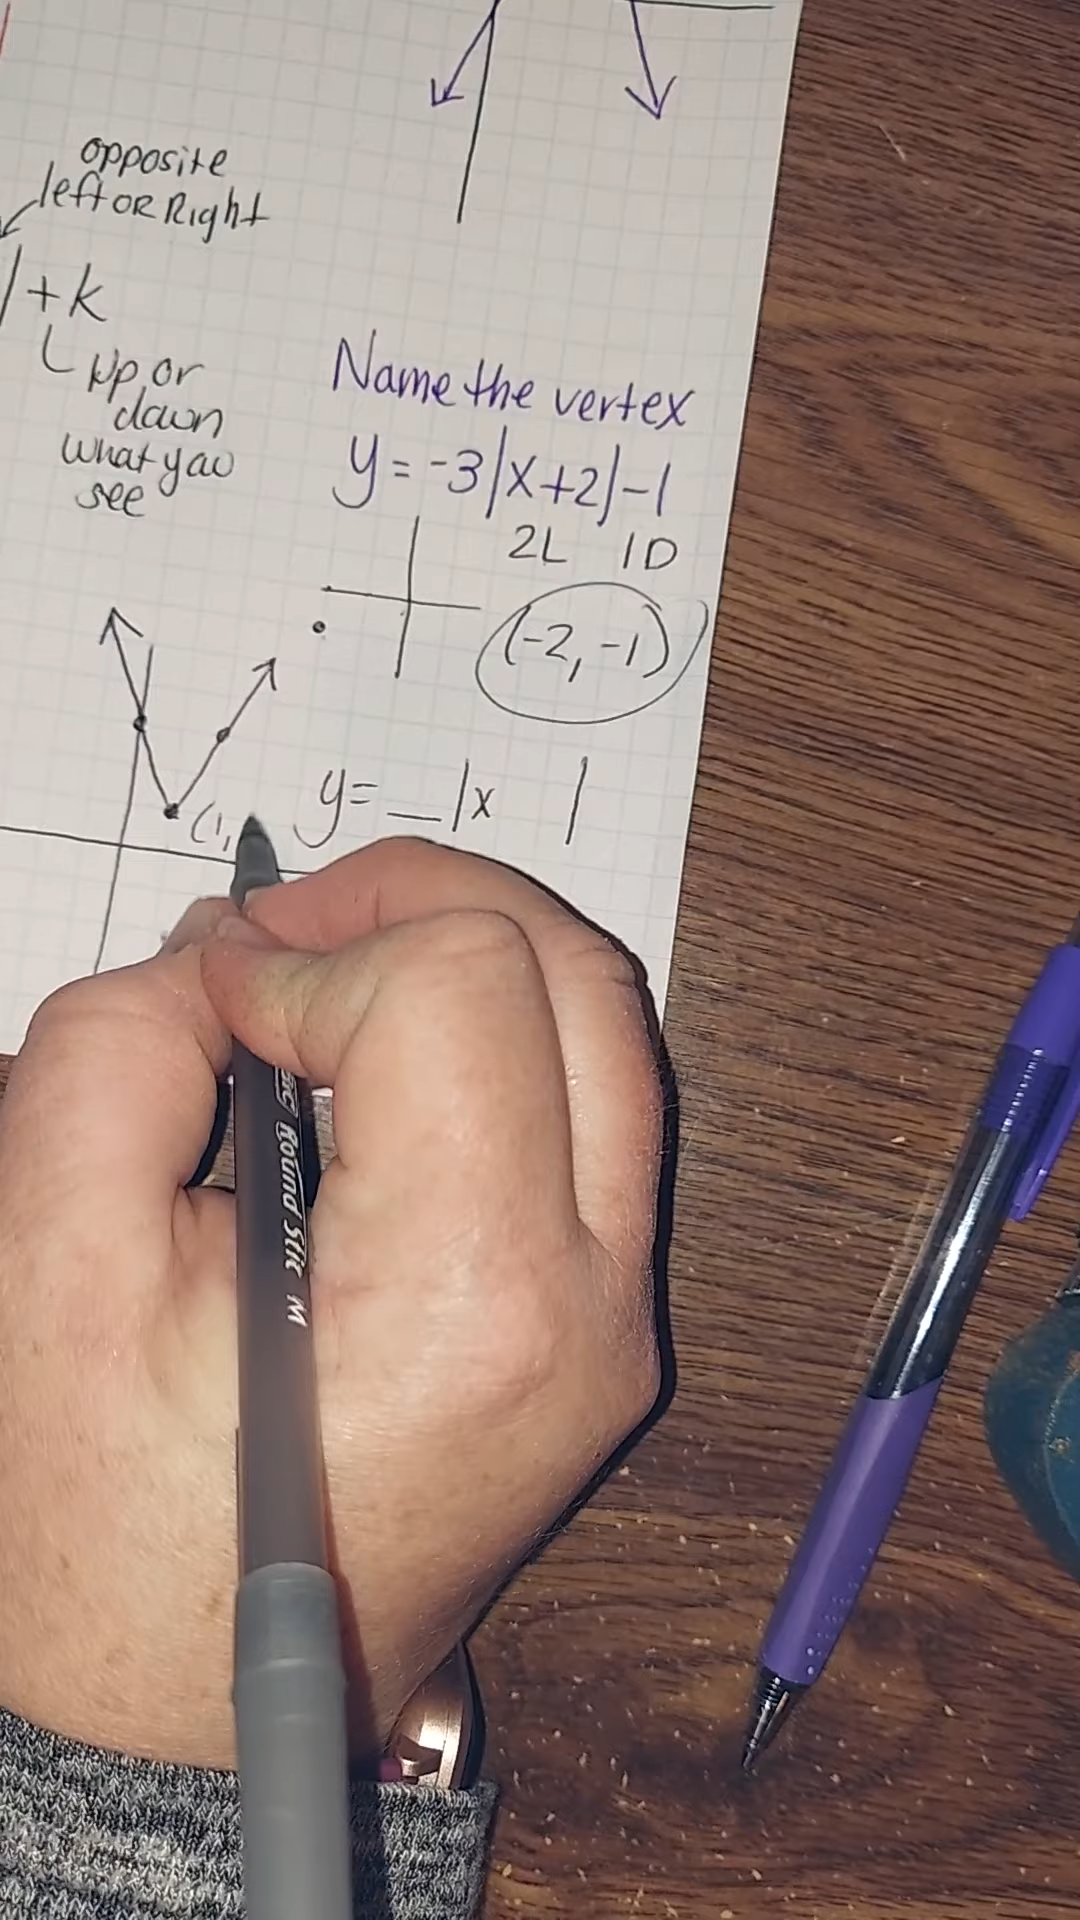 opposite
left OR Right
|+k
Up or
down
what you
see
Name the vertex
y = -3|x+2|-1
2L 1D
(-2, -1)
y = _|x |
(1,
BIC Round Stic M